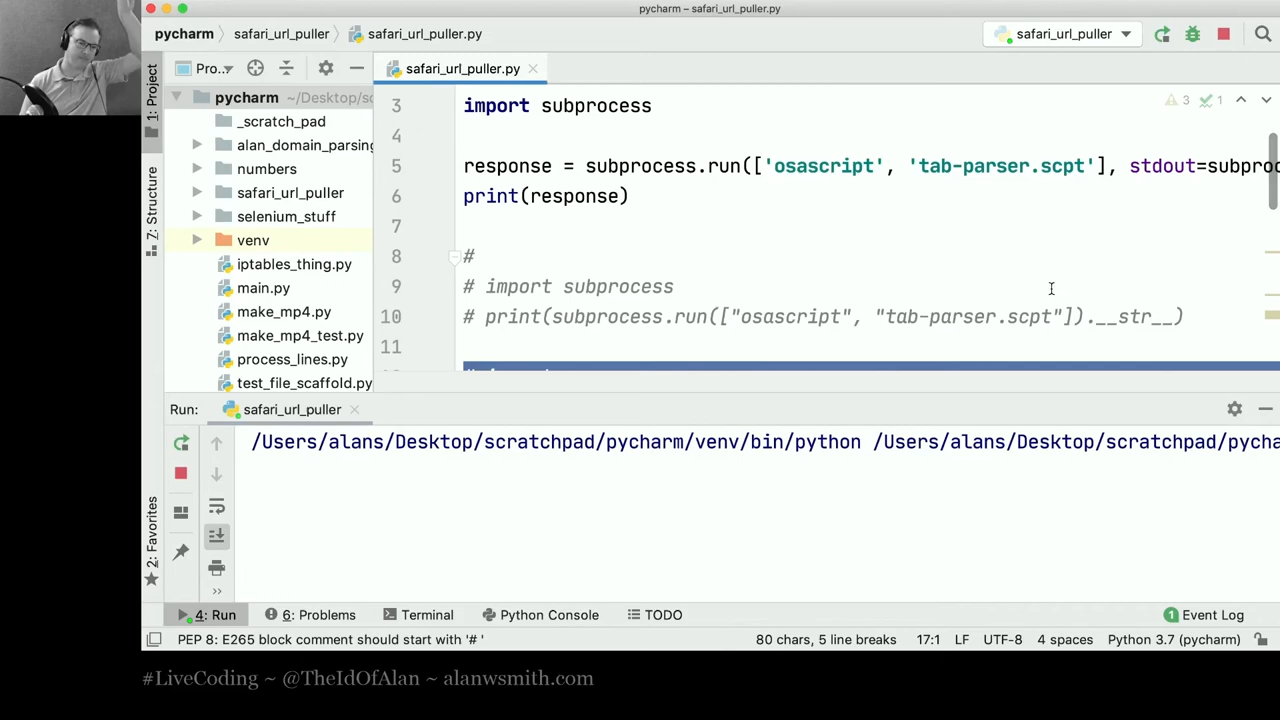 pycharm – safari_url_puller.py
pycharm safari_url_puller safari_url_puller.py
safari_url_puller
Pro...
safari_url_puller.py
1: Project
Z: Structure
2: Favorites
pycharm ~/Desktop/sc
_scratch_pad
alan_domain_parsing
numbers
safari_url_puller
selenium_stuff
venv
iptables_thing.py
main.py
make_mp4.py
make_mp4_test.py
process_lines.py
test_file_scaffold.py
3 import subprocess
4
5 response = subprocess.run(['osascript', 'tab-parser.scpt'], stdout=subproc
6 print(response)
7
8 #
9 # import subprocess
10 # print(subprocess.run(["osascript", "tab-parser.scpt"]).__str__)
11
3 1
Run: safari_url_puller
/Users/alans/Desktop/scratchpad/pycharm/venv/bin/python /Users/alans/Desktop/scratchpad/pycha
4: Run 6: Problems Terminal Python Console TODO 1 Event Log
PEP 8: E265 block comment should start with '# ' 80 chars, 5 line breaks 17:1 LF UTF-8 4 spaces Python 3.7 (pycharm)
#LiveCoding ~ @TheIdOfAlan ~ alanwsmith.com